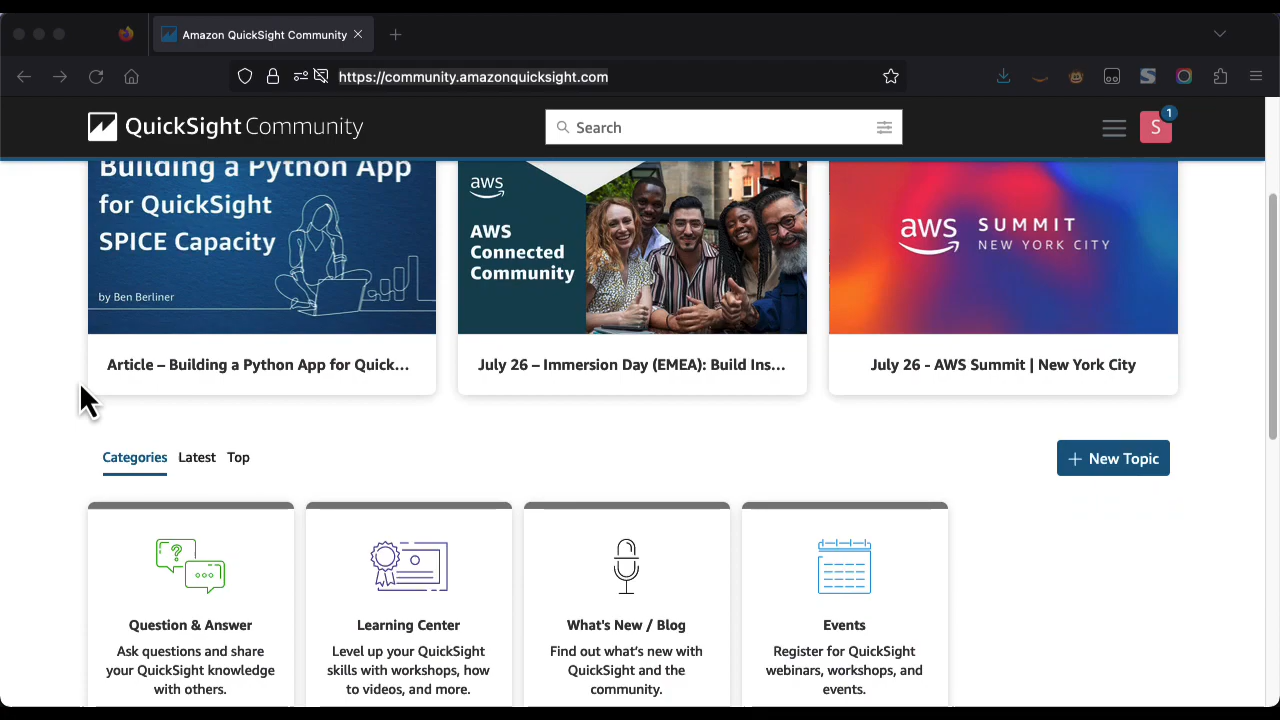 Amazon QuickSight Community
https://community.amazonquicksight.com
QuickSight Community
Search
S
1
Building a Python App
for QuickSight
SPICE Capacity
by Ben Berliner
aws
AWS
Connected
Community
aws
SUMMIT
NEW YORK CITY
Article – Building a Python App for Quick...
July 26 – Immersion Day (EMEA): Build Ins...
July 26 - AWS Summit | New York City
Categories Latest Top
+ New Topic
?
Question & Answer
Ask questions and share
your QuickSight knowledge
with others.
Learning Center
Level up your QuickSight
skills with workshops, how
to videos, and more.
What's New / Blog
Find out what's new with
QuickSight and the
community.
Events
Register for QuickSight
webinars, workshops, and
events.